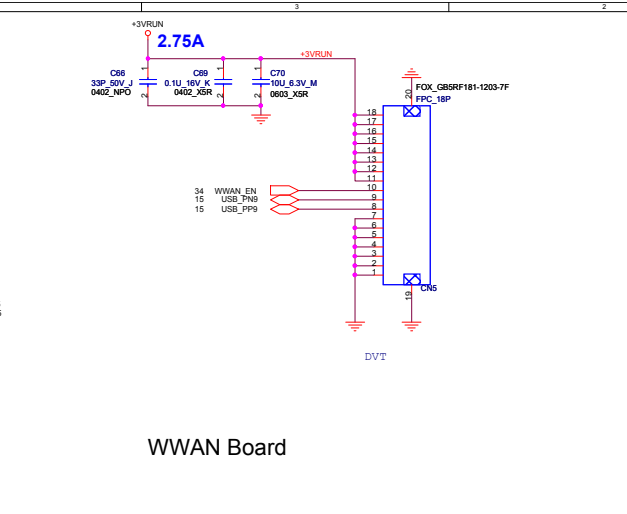 3
2
+3VRUN
2.75A
+3VRUN
C66
33P_50V_J
0402_NPO
1
2
C69
0.1U_16V_K
0402_X5R
1
2
C70
10U_6.3V_M
0603_X5R
1
2
20
FOX_GB5RF181-1203-7F
FPC_18P
18
17
16
15
14
13
12
11
34 WWAN_EN 10
15 USB_PN9 9
15 USB_PP9 8
7
6
5
4
3
2
1
CN5
19
DVT
WWAN Board